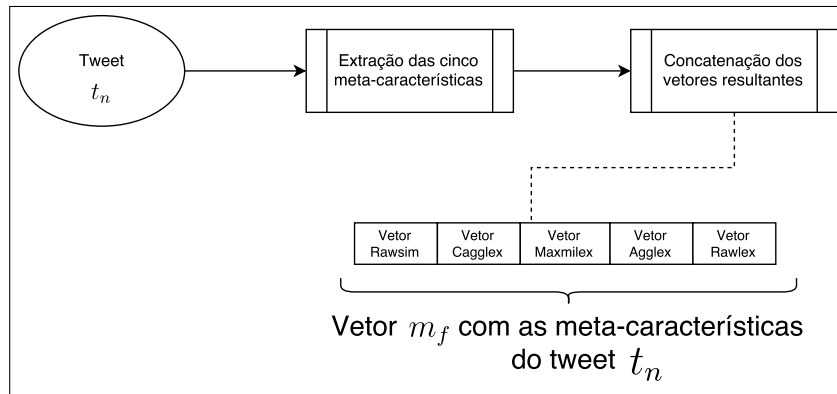 Tweet
t_n
Extração das cinco
meta-características
Concatenação dos
vetores resultantes
Vetor Rawsim
Vetor Cagglex
Vetor Maxmilex
Vetor Agglex
Vetor Rawlex
Vetor m_f com as meta-características
do tweet t_n